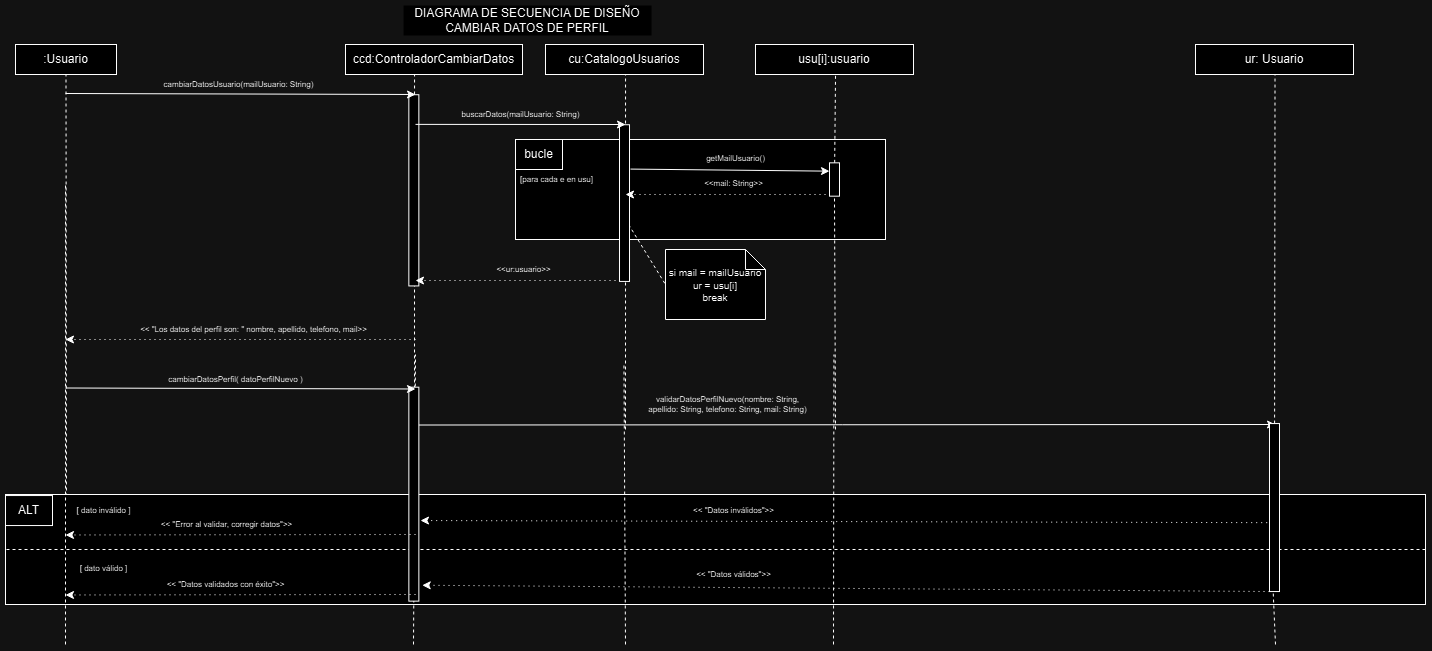 DIAGRAMA DE SECUENCIA DE DISEÑO
CAMBIAR DATOS DE PERFIL
:Usuario
ccd:ControladorCambiarDatos
cu:CatalogoUsuarios
usu[i]:usuario
ur: Usuario
cambiarDatosUsuario(mailUsuario: String)
buscarDatos(mailUsuario: String)
bucle
[para cada e en usu]
getMailUsuario()
<<mail: String>>
si mail = mailUsuario
ur = usu[i]
break
<<ur:usuario>>
<< "Los datos del perfil son: " nombre, apellido, telefono, mail>>
cambiarDatosPerfil( datoPerfilNuevo )
validarDatosPerfilNuevo(nombre: String,
apellido: String, telefono: String, mail: String)
ALT
[ dato inválido ]
<< "Datos inválidos">>
<< "Error al validar, corregir datos">>
[ dato válido ]
<< "Datos válidos">>
<< "Datos validados con éxito">>